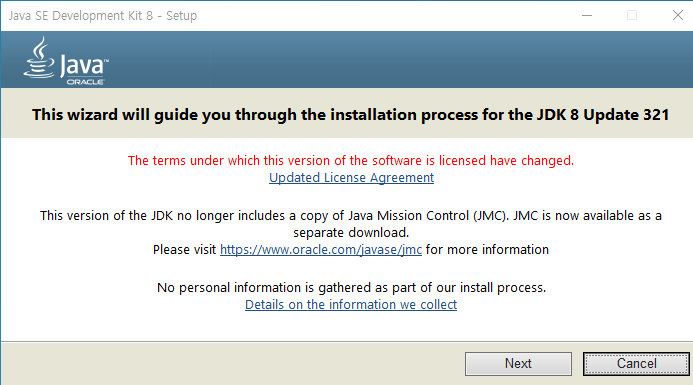 Java SE Development Kit 8 - Setup
Java™
ORACLE
This wizard will guide you through the installation process for the JDK 8 Update 321
The terms under which this version of the software is licensed have changed.
Updated License Agreement
This version of the JDK no longer includes a copy of Java Mission Control (JMC). JMC is now available as a
separate download.
Please visit https://www.oracle.com/javase/jmc for more information
No personal information is gathered as part of our install process.
Details on the information we collect
Next
Cancel